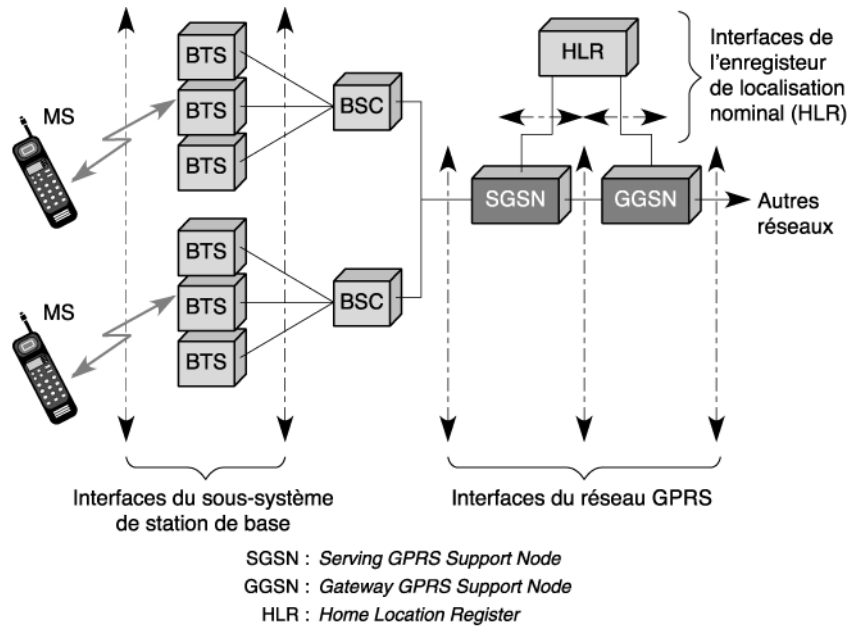 HLR
Interfaces de
l'enregisteur
de localisation
nominal (HLR)
MS
BTS
BTS
BTS
BSC
SGSN
GGSN
Autres
réseaux
MS
BTS
BTS
BTS
BSC
Interfaces du sous-système
de station de base
Interfaces du réseau GPRS
SGSN : Serving GPRS Support Node
GGSN : Gateway GPRS Support Node
HLR : Home Location Register